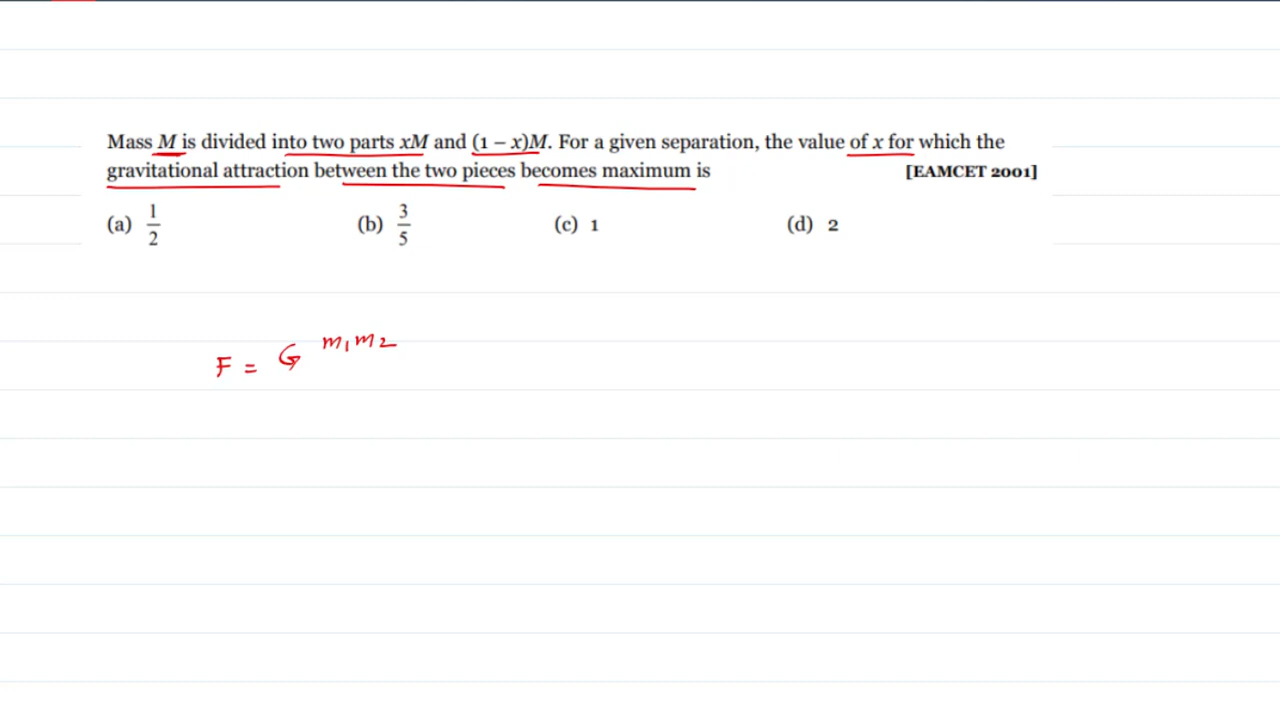 Mass M is divided into two parts xM and (1 – x)M. For a given separation, the value of x for which the
gravitational attraction between the two pieces becomes maximum is [EAMCET 2001]
(a) 1/2 (b) 3/5 (c) 1 (d) 2
F = G m₁m₂